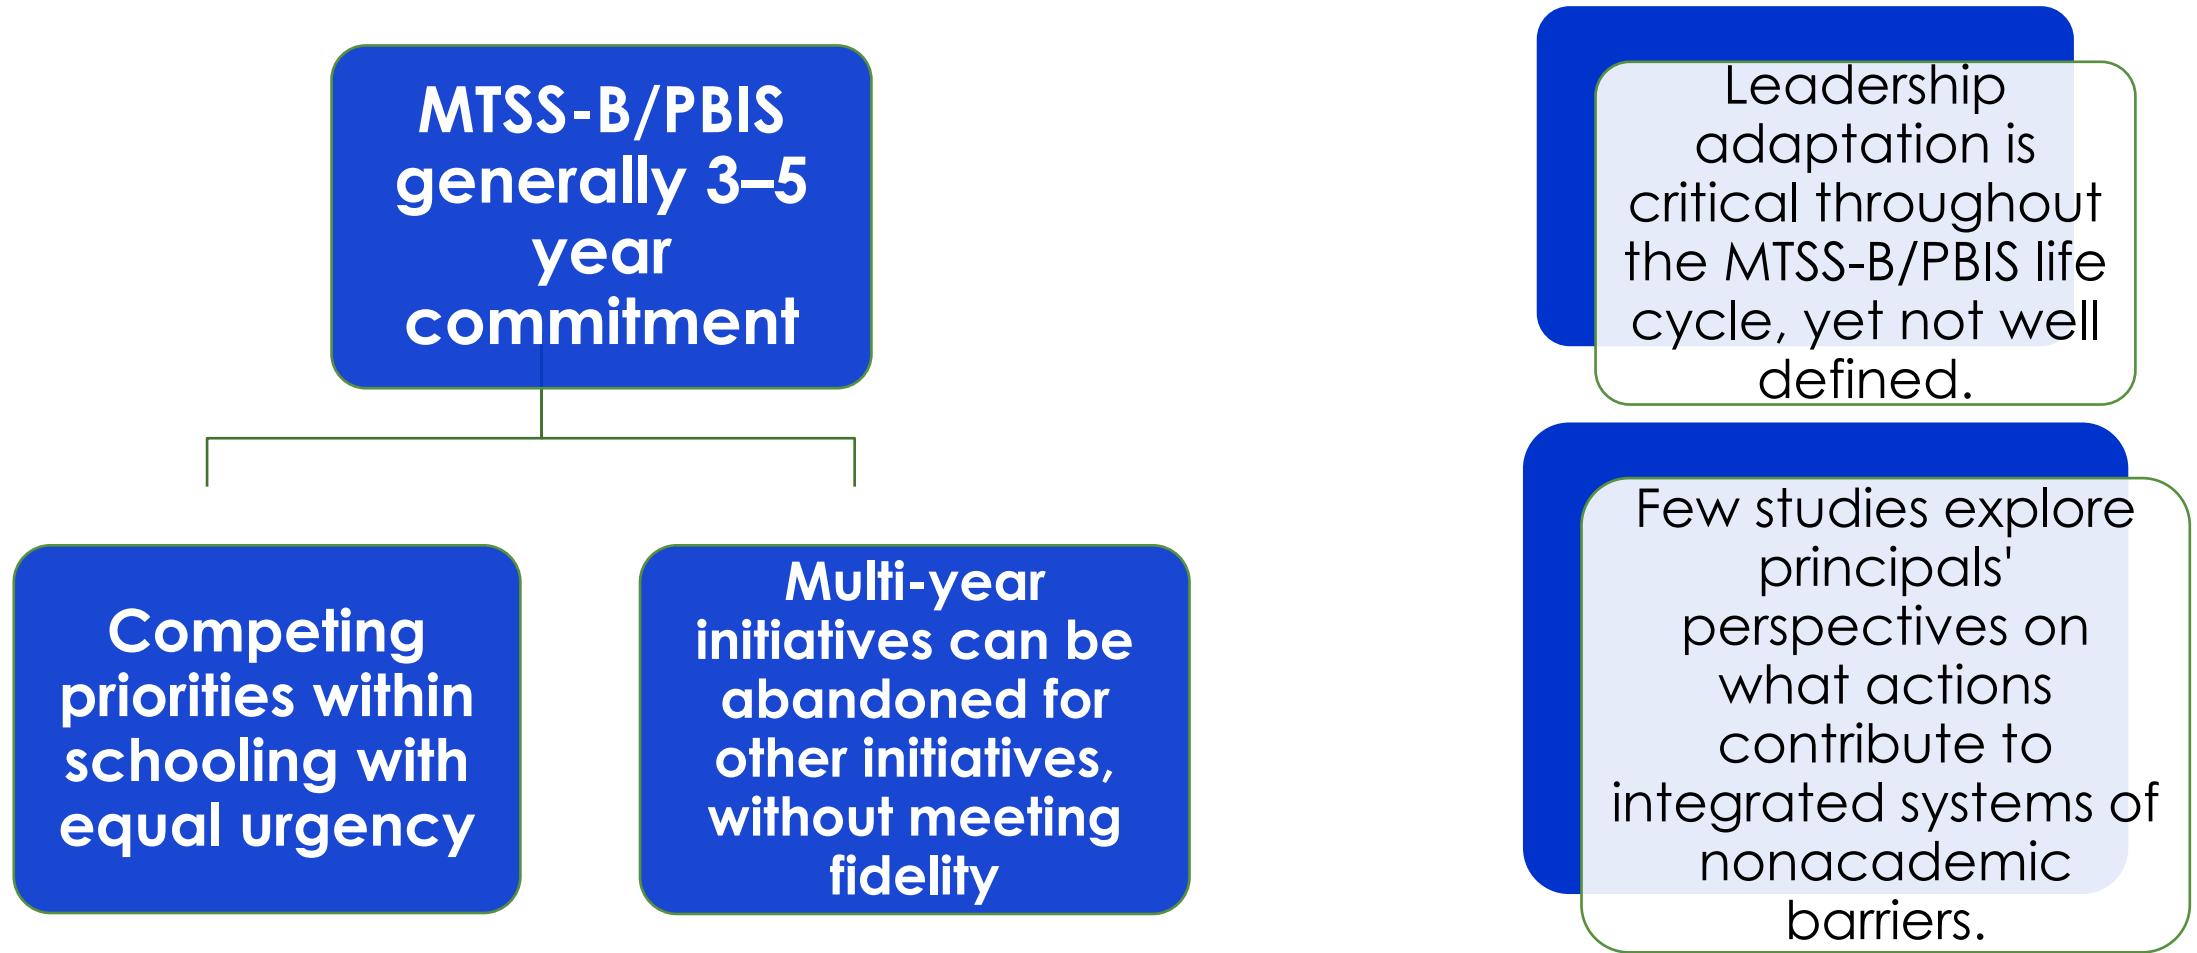 MTSS-B/PBIS
generally 3–5
year
commitment
Competing
priorities within
schooling with
equal urgency
Multi-year
initiatives can be
abandoned for
other initiatives,
without meeting
fidelity
Leadership
adaptation is
critical throughout
the MTSS-B/PBIS life
cycle, yet not well
defined.
Few studies explore
principals'
perspectives on
what actions
contribute to
integrated systems of
nonacademic
barriers.